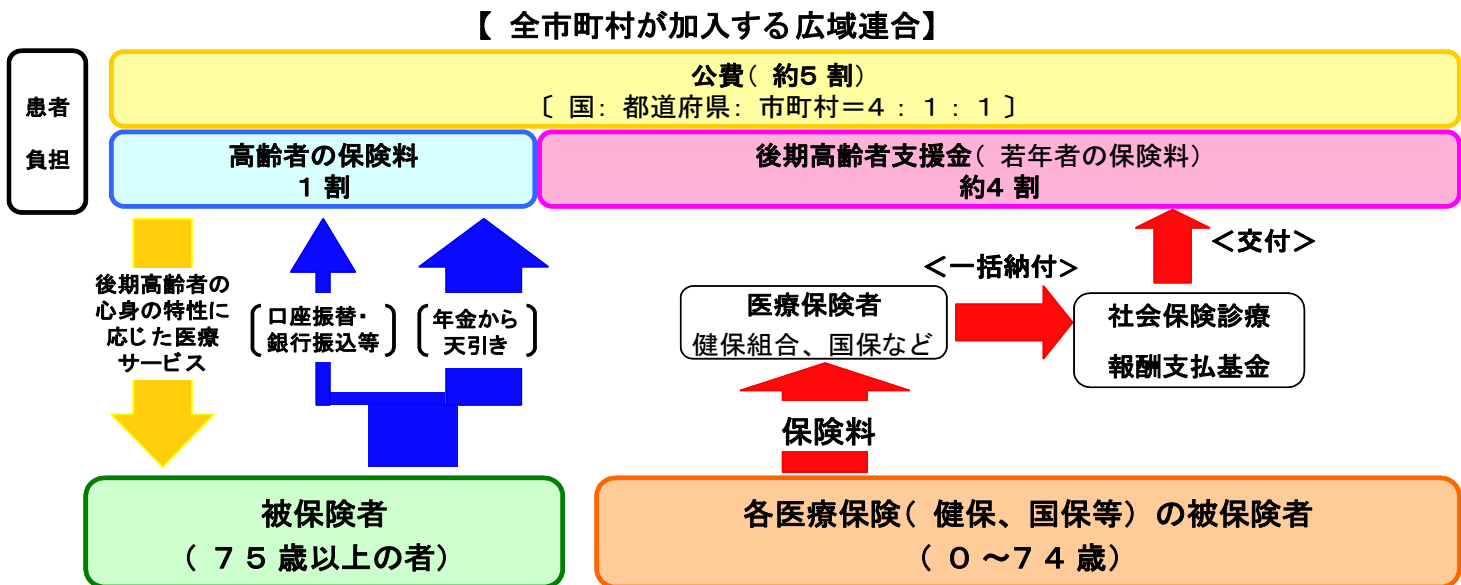 【 全市町村が加入する広域連合】
患者
負担
公費( 約5 割)
〔 国: 都道府県: 市町村＝4 : 1 : 1 〕
高齢者の保険料
1 割
後期高齢者支援金( 若年者の保険料)
約4 割
後期高齢者の
心身の特性に
応じた医療
サービス
口座振替・
銀行振込等
年金から
天引き
＜交付＞
＜一括納付＞
医療保険者
健保組合、国保など
社会保険診療
報酬支払基金
保険料
被保険者
( 7 5 歳以上の者)
各医療保険( 健保、国保等) の被保険者
( 0 ～7 4 歳)